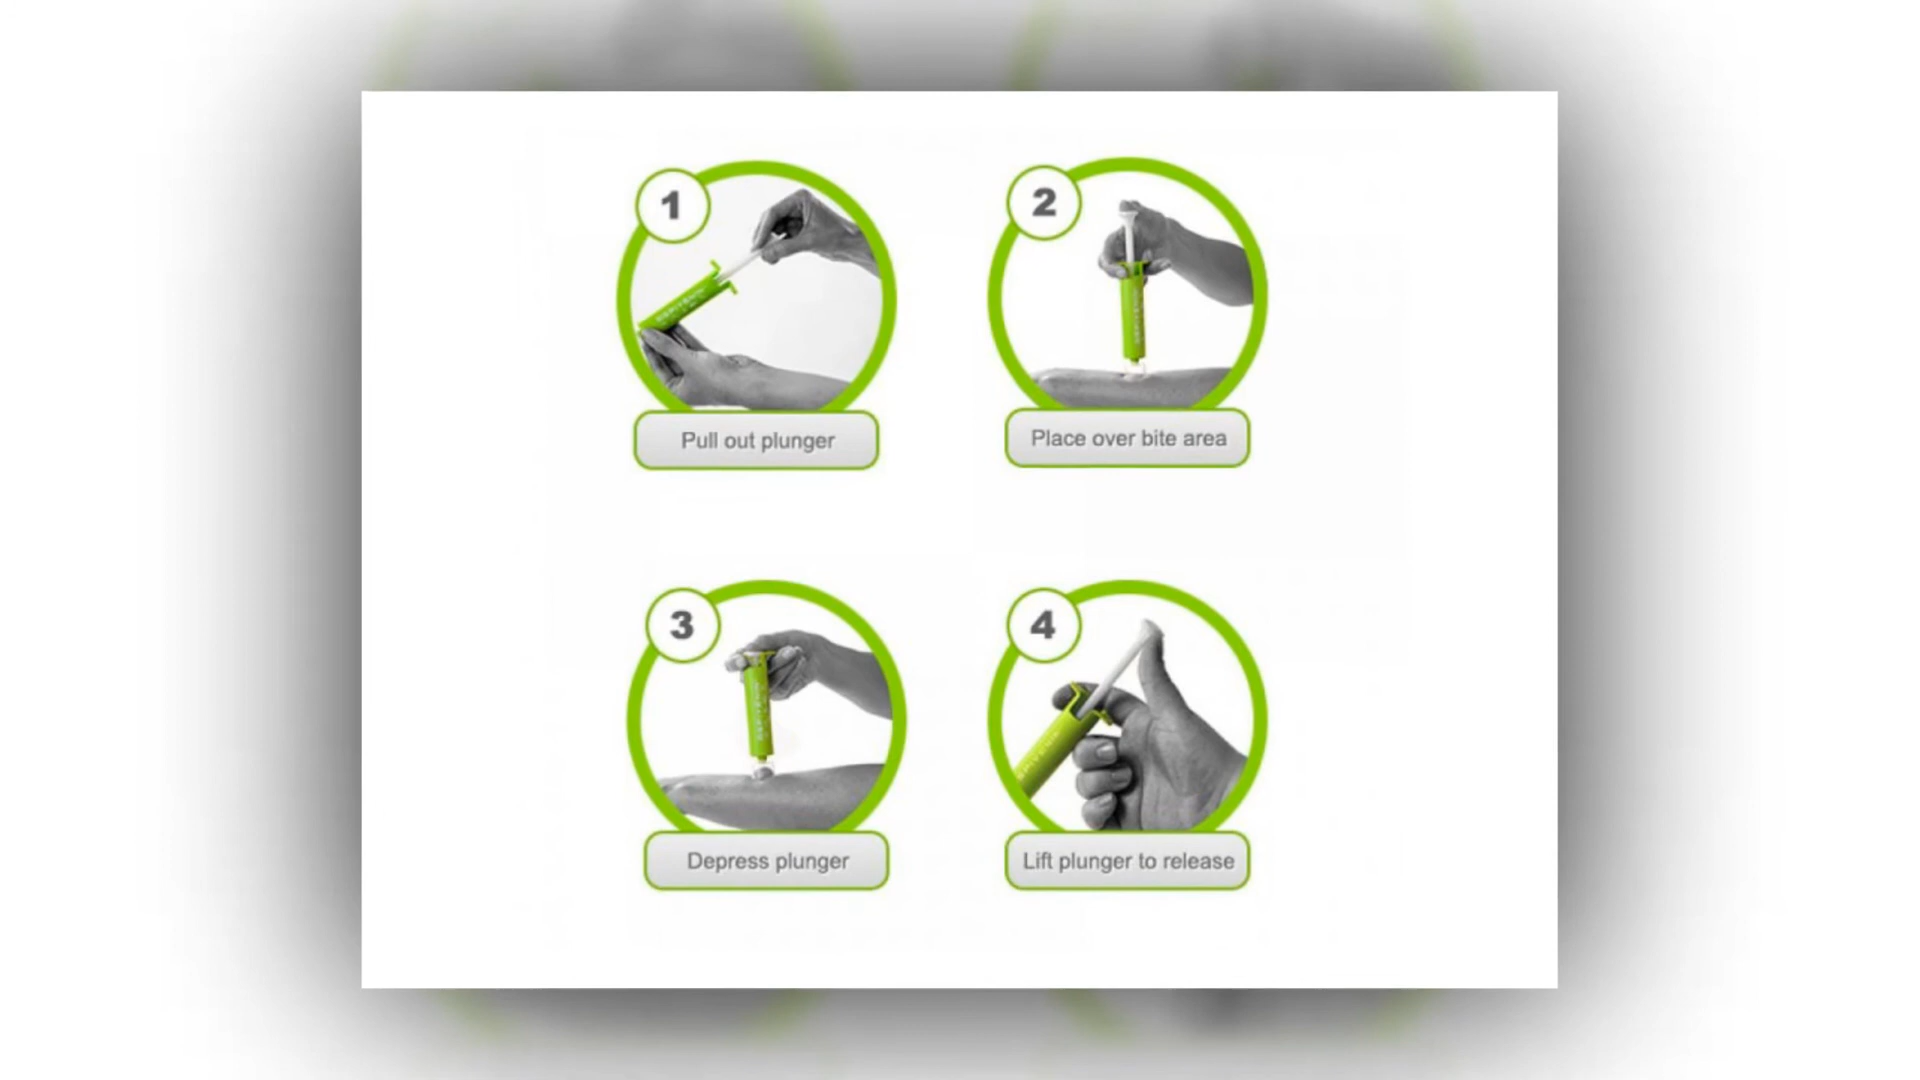 1
Pull out plunger
2
Place over bite area
3
Depress plunger
4
Lift plunger to release